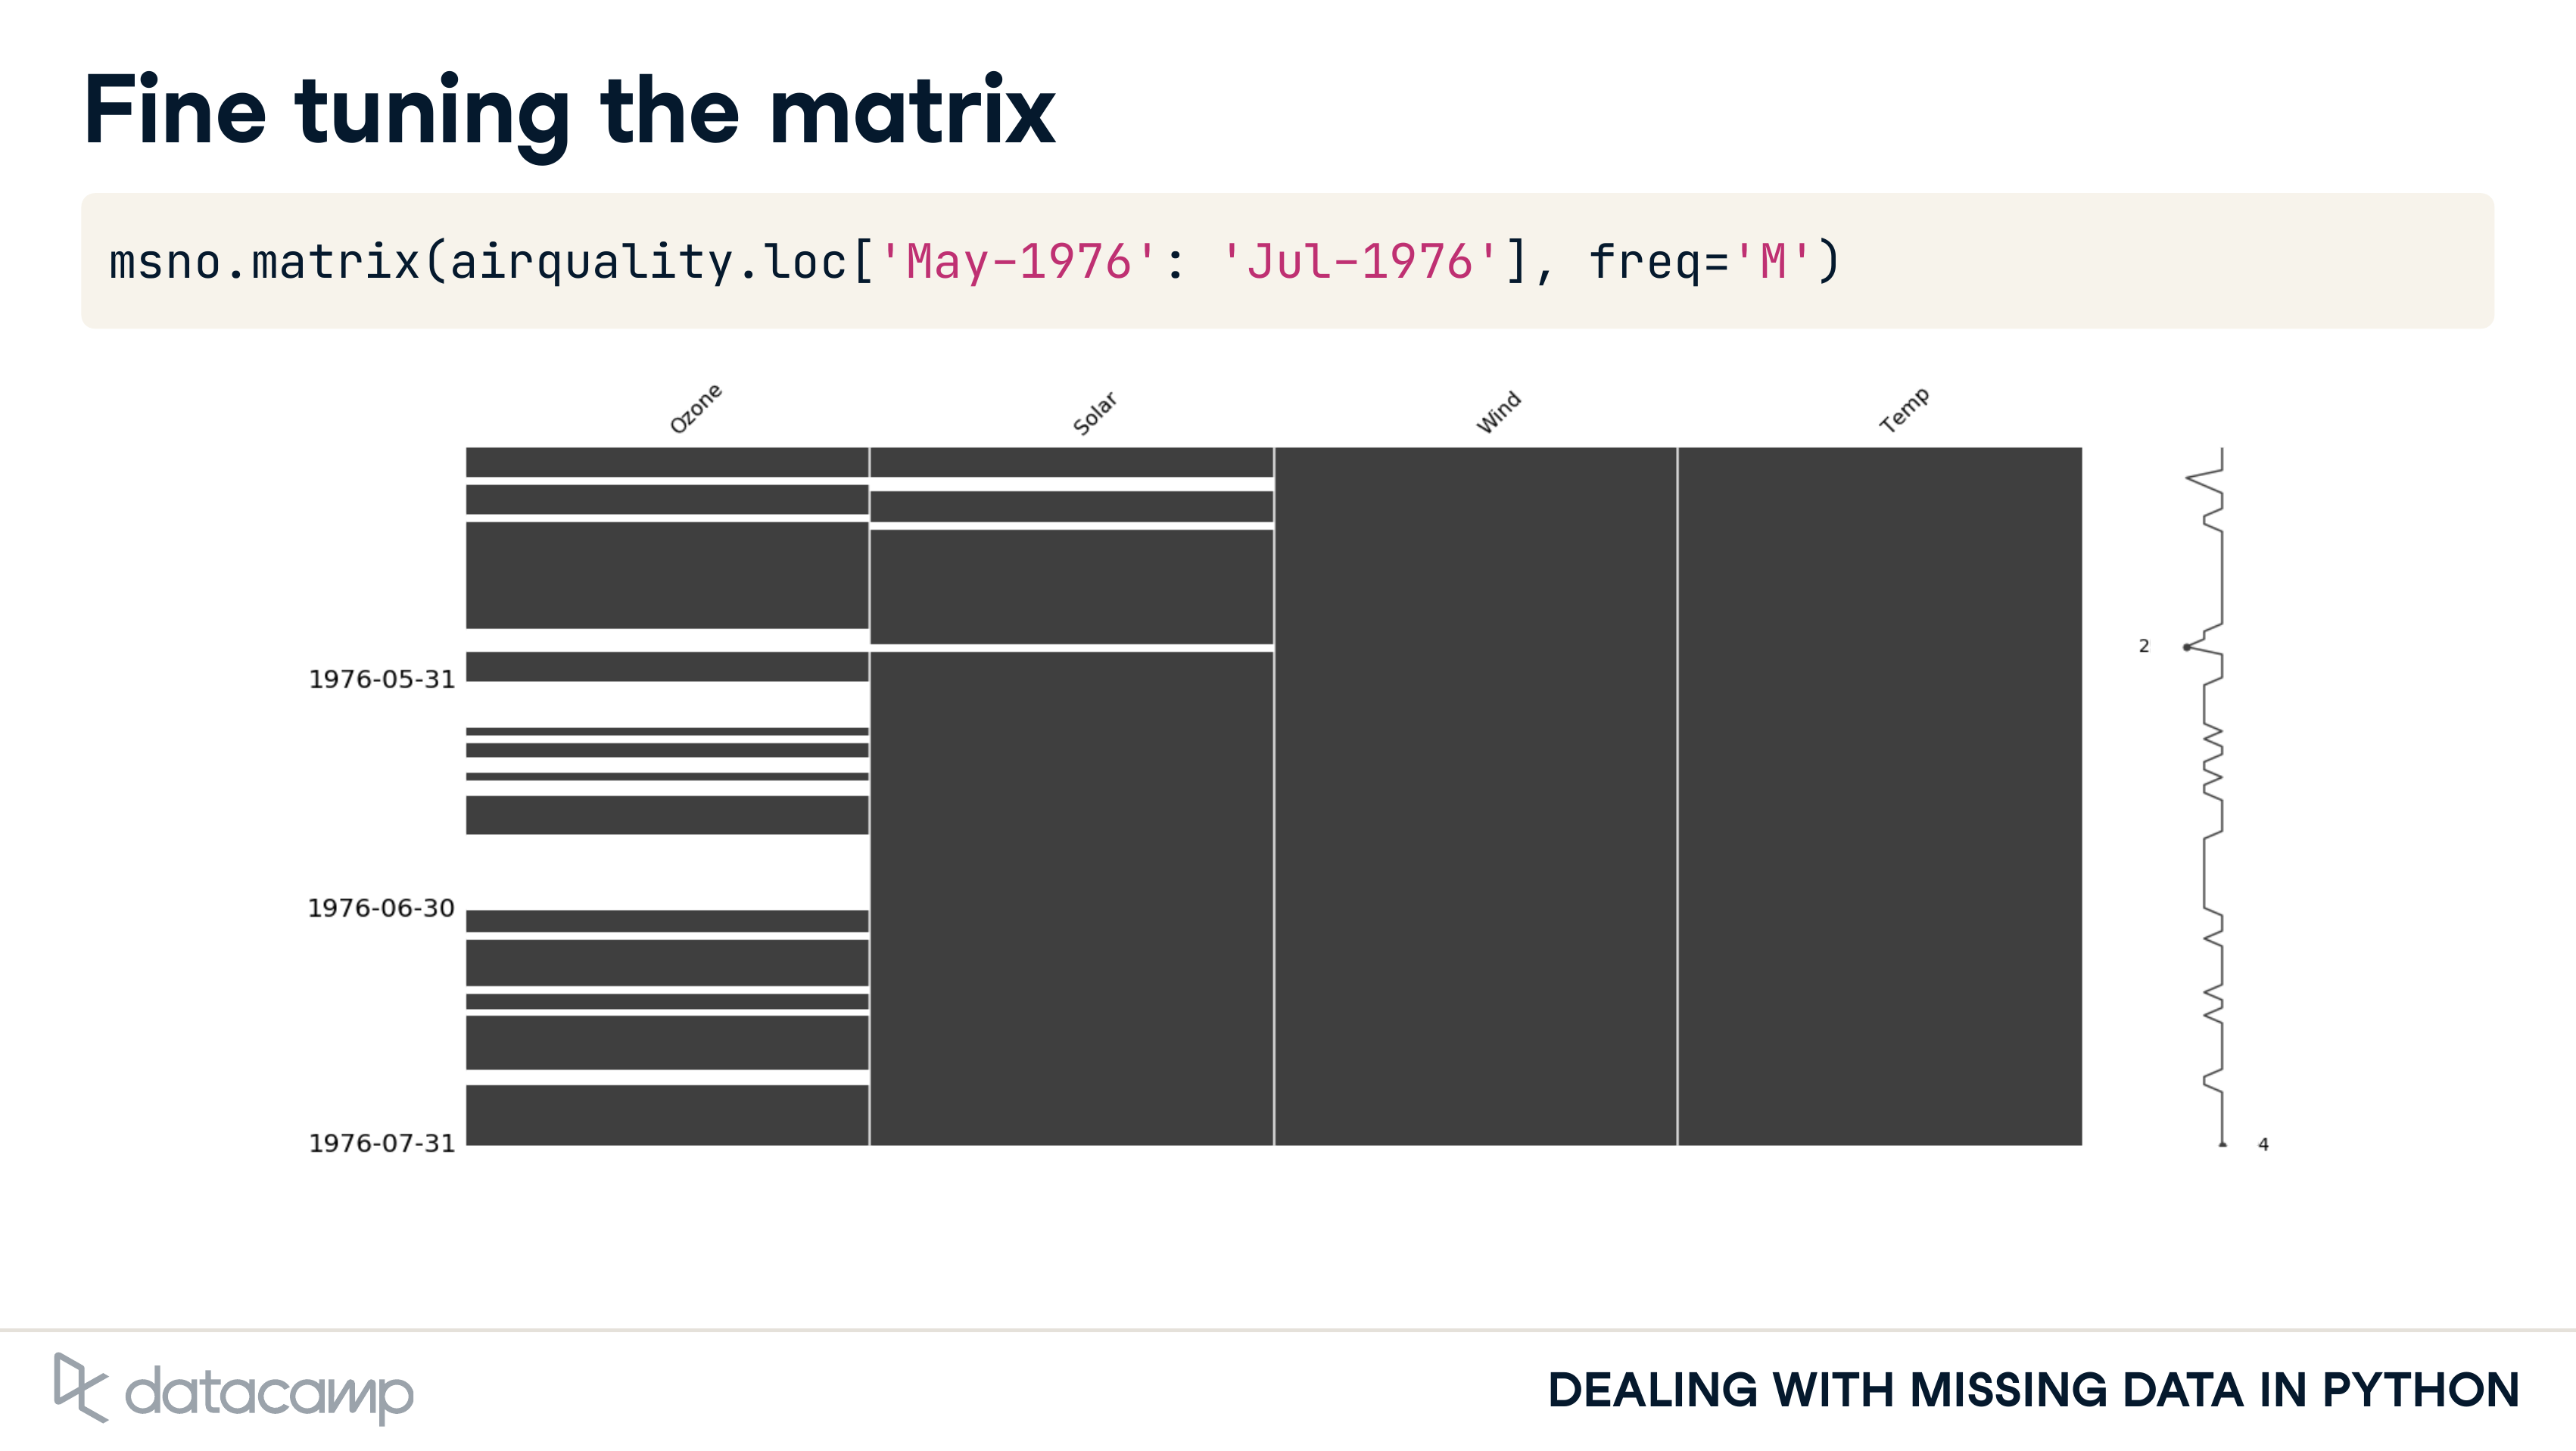 Fine tuning the matrix
msno.matrix(airquality.loc['May-1976': 'Jul-1976'], freq='M')
Ozone
Solar
Wind
Temp
2
1976-05-31
1976-06-30
1976-07-31
4
datacamp
DEALING WITH MISSING DATA IN PYTHON